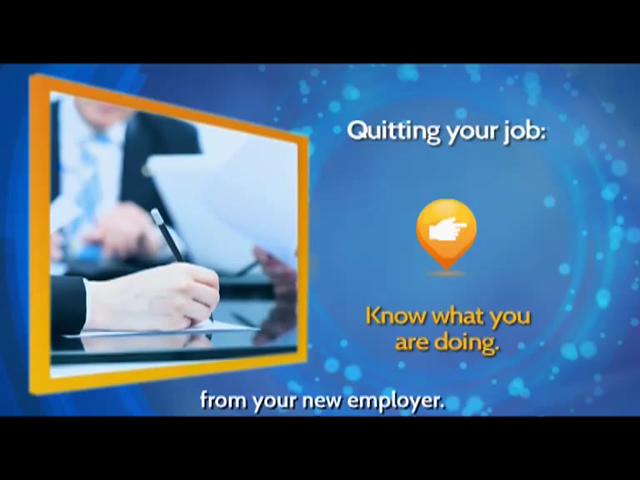 Quitting your job:
Know what you
are doing.
from your new employer.